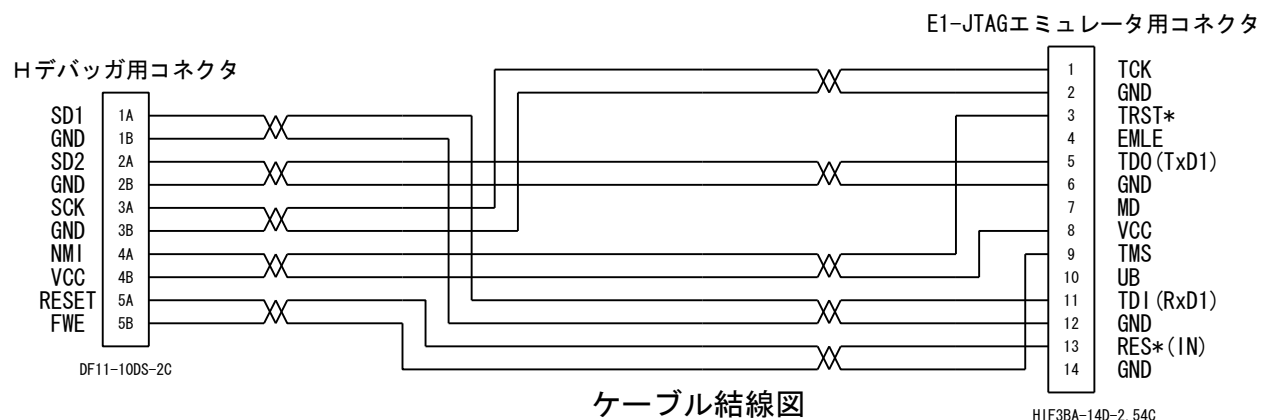 E1-JTAGエミュレータ用コネクタ
Hデバッガ用コネクタ
SD1 1A
GND 1B
SD2 2A
GND 2B
SCK 3A
GND 3B
NMI 4A
VCC 4B
RESET 5A
FWE 5B
DF11-10DS-2C
1 TCK
2 GND
3 TRST*
4 EMLE
5 TDO(TxD1)
6 GND
7 MD
8 VCC
9 TMS
10 UB
11 TDI(RxD1)
12 GND
13 RES*(IN)
14 GND
HIF3BA-14D-2.54C
ケーブル結線図